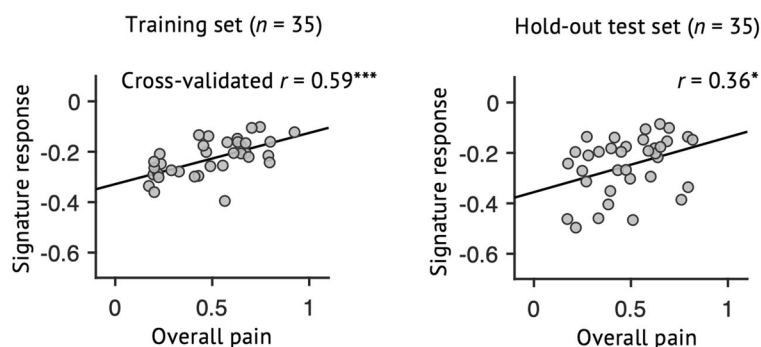 Training set (n = 35)
Cross-validated r = 0.59***
Signature response
0
-0.2
-0.4
-0.6
0
0.5
1
Overall pain
Hold-out test set (n = 35)
r = 0.36*
Signature response
0
-0.2
-0.4
-0.6
0
0.5
1
Overall pain